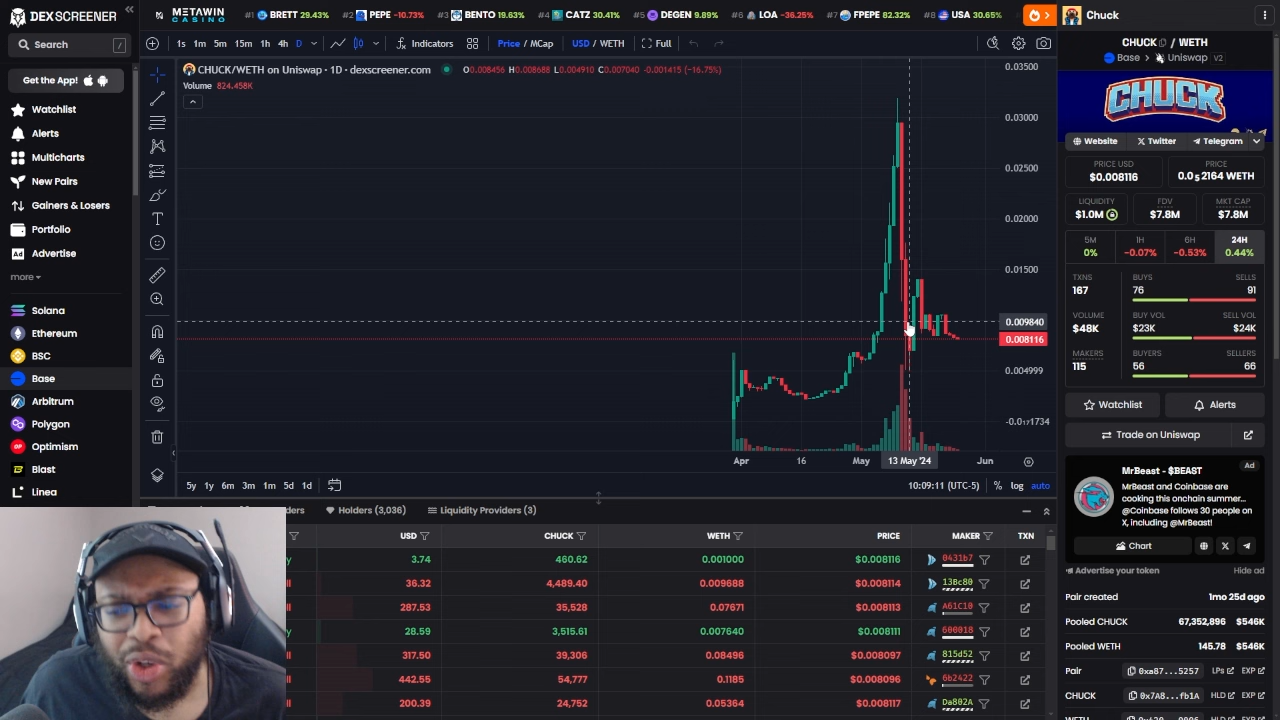 DEXSCREENER
METAWIN
CASINO
#1 BRETT 29.43% #2 PEPE -10.73% #3 BENTO 19.63% #4 CATZ 30.41% #5 DEGEN 9.89% #6 LOA -36.25% #7 FPEPE 82.32% #8 USA 30.65%
Chuck
Search /
1s 1m 5m 15m 1h 4h D Indicators Price / MCap USD / WETH Full
CHUCK / WETH
Base > Uniswap V2
Get the App!
CHUCK/WETH on Uniswap · 1D · dexscreener.com O0.008456 H0.008688 L0.004910 C0.007040 -0.001415 (-16.75%)
Volume 824.458K
Watchlist
Alerts
Multicharts
New Pairs
Gainers & Losers
Portfolio
Ad Advertise
more
Solana
Ethereum
BSC
Base
Arbitrum
Polygon
Optimism
Blast
Linea
0.03500
0.03000
0.02500
0.02000
0.01500
0.009840
0.008116
0.004999
Apr 16 May 13 May '24 Jun
5y 1y 6m 3m 1m 5d 1d 10:09:11 (UTC-5) % log auto
CHUCK
Website Twitter Telegram
PRICE USD PRICE
$0.008116 0.0₅2164 WETH
LIQUIDITY FDV MKT CAP
$1.0M $7.8M $7.8M
5M 1H 6H 24H
0% -0.07% -0.53% 0.44%
TXNS BUYS SELLS
167 76 91
VOLUME BUY VOL SELL VOL
$48K $23K $24K
MAKERS BUYERS SELLERS
115 56 66
Watchlist Alerts
Trade on Uniswap
MrBeast - $BEAST Ad
MrBeast and Coinbase are
cooking this onchain summer...
@Coinbase follows 30 people on
X, including @MrBeast!
Chart
Advertise your token Hide ad
Pair created 1mo 25d ago
Pooled CHUCK 67,352,896 $546K
Pooled WETH 145.78 $546K
Pair 0xa87...5257 LPs EXP
CHUCK 0x7A8...fb1A HLD EXP
Holders (3,036) Liquidity Providers (3)
USD CHUCK WETH PRICE MAKER TXN
3.74 460.62 0.001000 $0.008116 0431b7
36.32 4,489.40 0.009688 $0.008114 13Bc80
287.53 35,528 0.07671 $0.008113 A61C10
28.59 3,515.61 0.007640 $0.008111 600018
317.50 39,306 0.08496 $0.008097 815d52
442.55 54,777 0.1185 $0.008096 6b2422
200.39 24,752 0.05364 $0.008117 Da802A